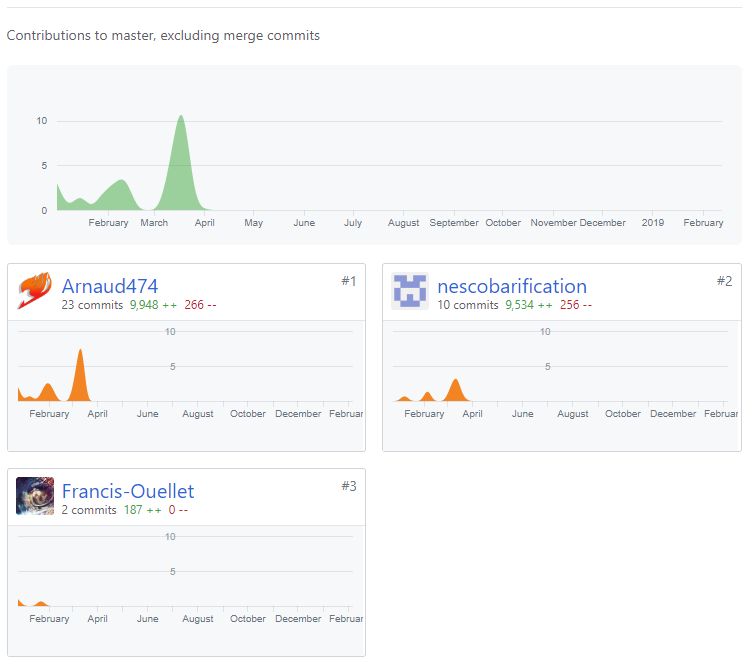 Contributions to master, excluding merge commits
10
5
0
February March April May June July August September October November December 2019 February
Arnaud474 #1
23 commits 9,948 ++ 266 --
10
5
February April June August October December Februar
nescobarification #2
10 commits 9,534 ++ 256 --
10
5
February April June August October December Februar
Francis-Ouellet #3
2 commits 187 ++ 0 --
10
5
February April June August October December Februar